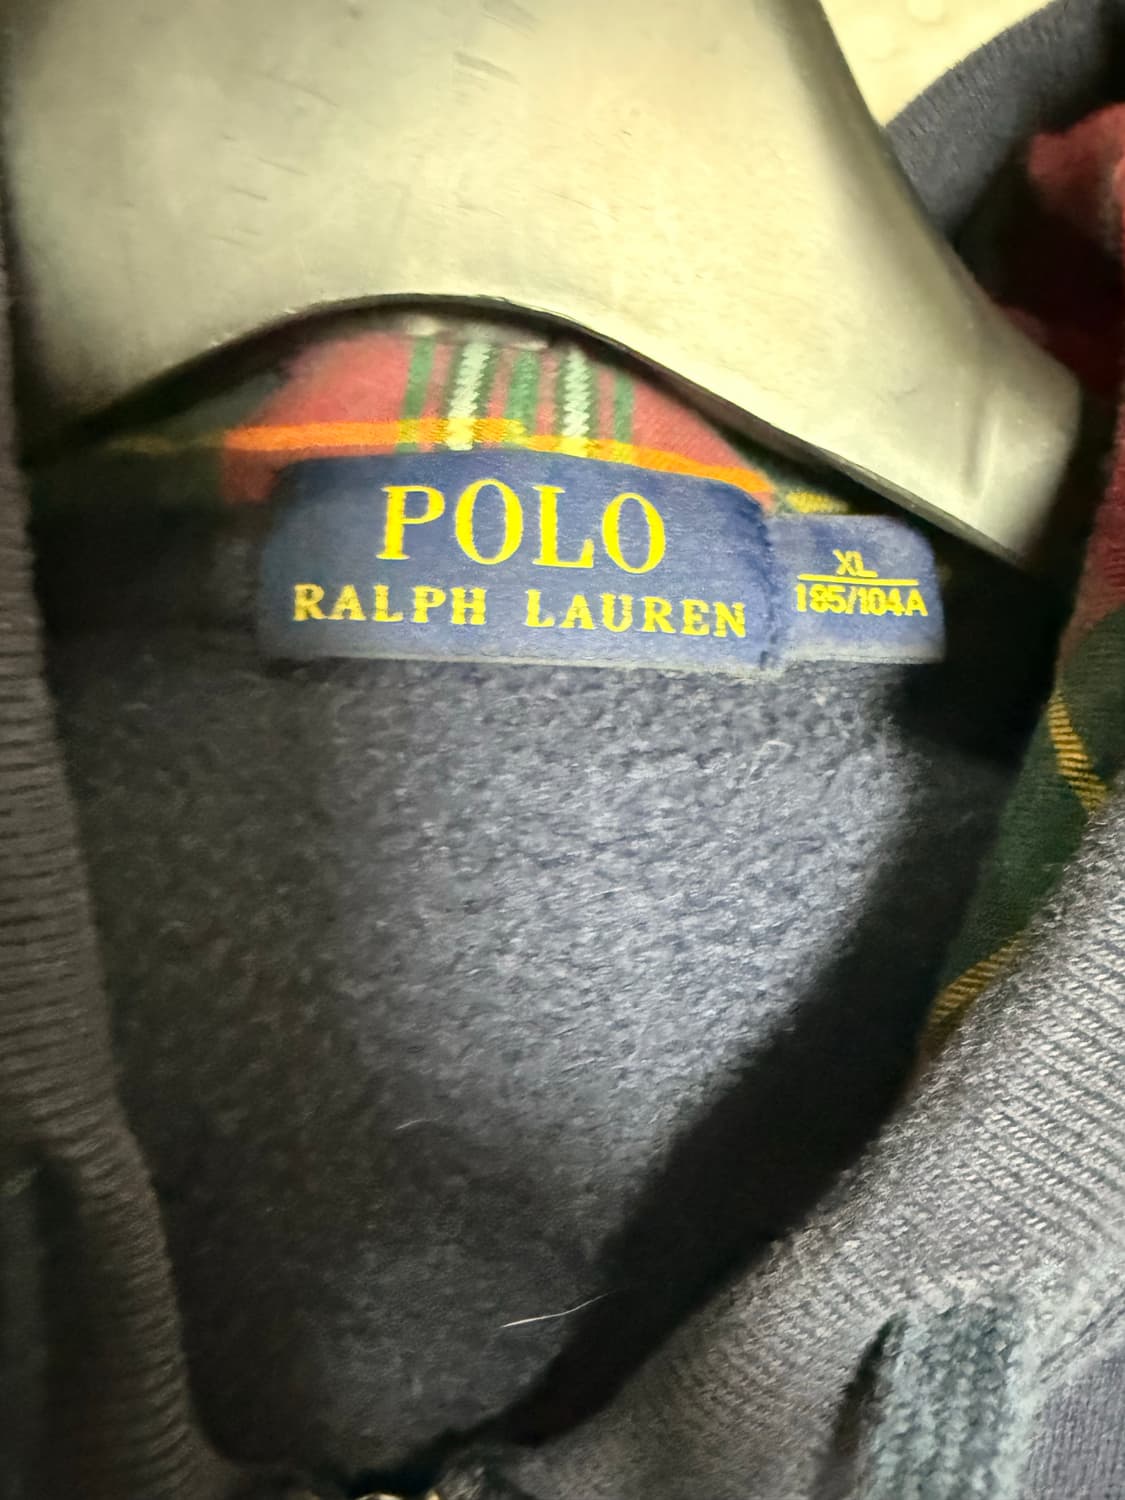 POLO
RALPH LAUREN
XL
185/104A